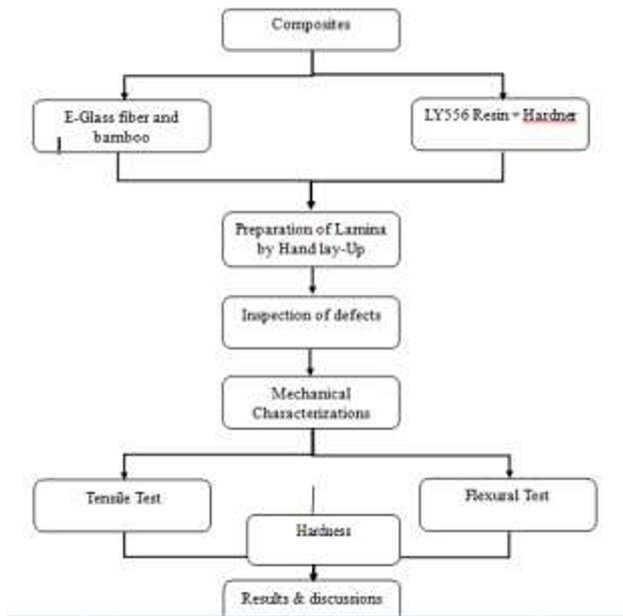 Composites
E-Glass fiber and
bamboo
LY556 Resin + Hardner
Preparation of Lamina
by Hand lay-Up
Inspection of defects
Mechanical
Characterizations
Tensile Test
Flexural Test
Hardness
Results & discussions